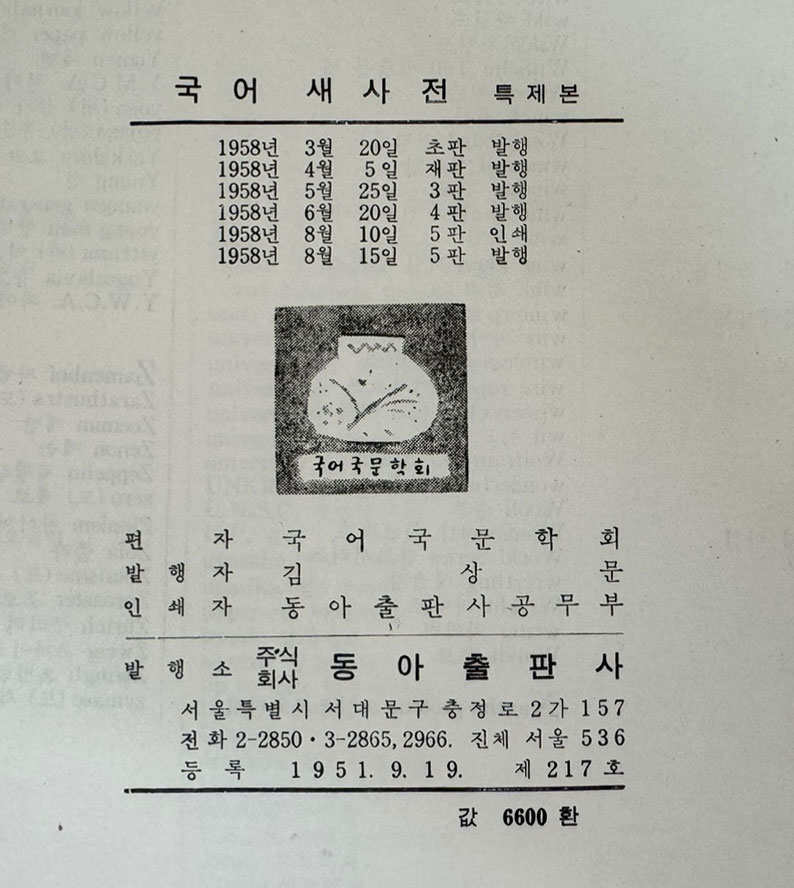 국어 새사전 특제본
1958년 3월 20일 초판 발행
1958년 4월 5일 재판 발행
1958년 5월 25일 3판 발행
1958년 6월 20일 4판 발행
1958년 8월 10일 5판 인쇄
1958년 8월 15일 5판 발행
국어국문학회
편자 국어국문학회
발행자 김상문
인쇄자 동아출판사공무부
발행소 주식회사 동아출판사
서울특별시 서대문구 충정로 2가 157
전화 2-2850·3-2865, 2966. 진체 서울 536
등록 1951. 9. 19. 제 217 호
값 6600 환